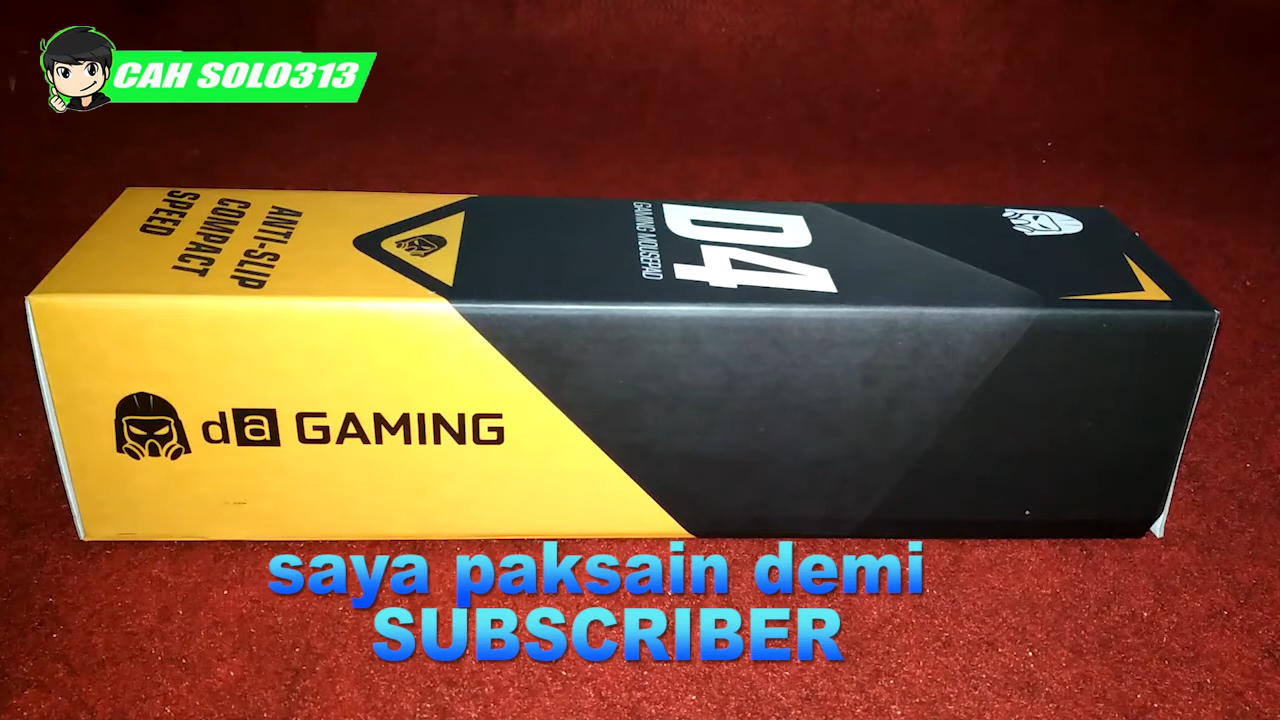 CAH SOLO313
ANTI-SLIP
COMPACT
SPEED
D4
GAMING MOUSEPAD
da GAMING
saya paksain demi
SUBSCRIBER